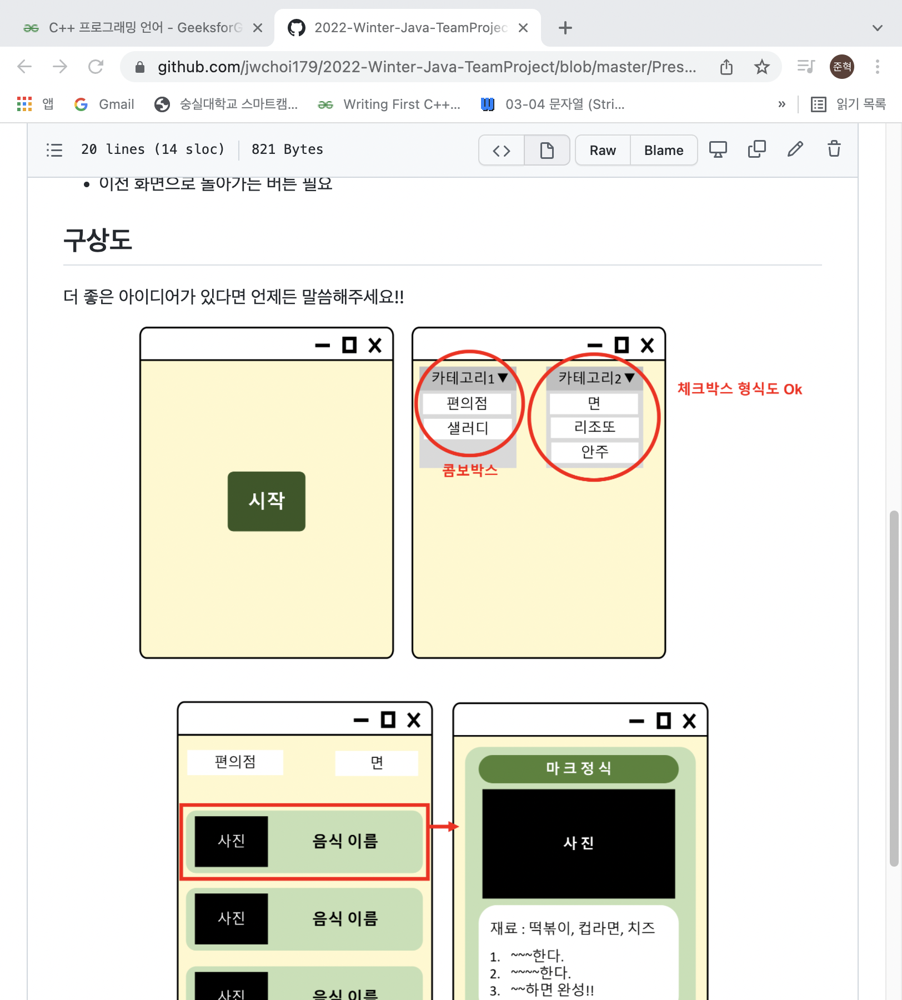 C++ 프로그래밍 언어 - GeeksforG
2022-Winter-Java-TeamProjec
github.com/jwchoi179/2022-Winter-Java-TeamProject/blob/master/Pres...
준혁
앱
Gmail
숭실대학교 스마트캠...
Writing First C++...
03-04 문자열 (Stri...
»
읽기 목록
20 lines (14 sloc)
821 Bytes
Raw
Blame
• 이전 화면으로 돌아가는 버튼 필요
구상도
더 좋은 아이디어가 있다면 언제든 말씀해주세요!!
시작
카테고리1▼
편의점
샐러디
콤보박스
카테고리2▼
면
리조또
안주
체크박스 형식도 Ok
편의점
면
사진
음식 이름
사진
음식 이름
사진
음식 이름
마크정식
사진
재료 : 떡볶이, 컵라면, 치즈
1. ~~~한다.
2. ~~~~한다.
3. ~~하면 완성!!